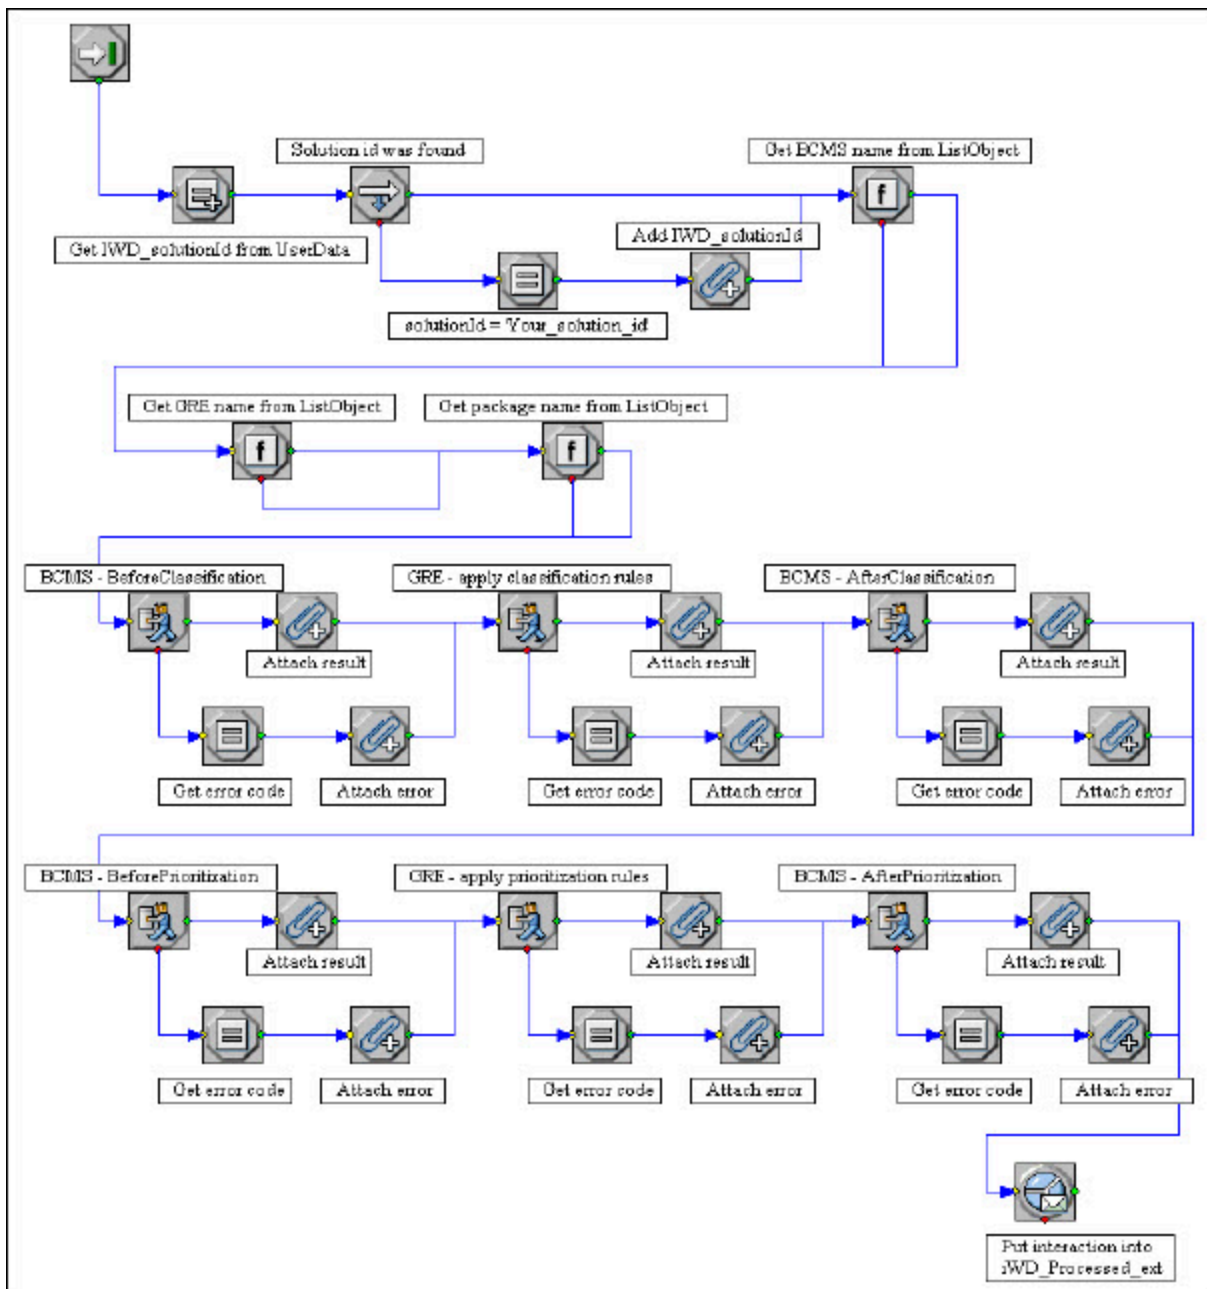 Solution id was found
Get BCMS name from ListObject
Get IWD_solutionId from UserData
Add IWD_solutionId
solutionId = 'Your_solution_id'
Get GRE name from ListObject
Get package name from ListObject
BCMS - BeforeClassification
GRE - apply classification rules
BCMS - AfterClassification
Attach result
Attach result
Attach result
Get error code
Attach error
Get error code
Attach error
Get error code
Attach error
BCMS - BeforePrioritization
GRE - apply prioritization rules
BCMS - AfterPrioritization
Attach result
Attach result
Attach result
Get error code
Attach error
Get error code
Attach error
Get error code
Attach error
Put interaction into
iWD_Processed_ext